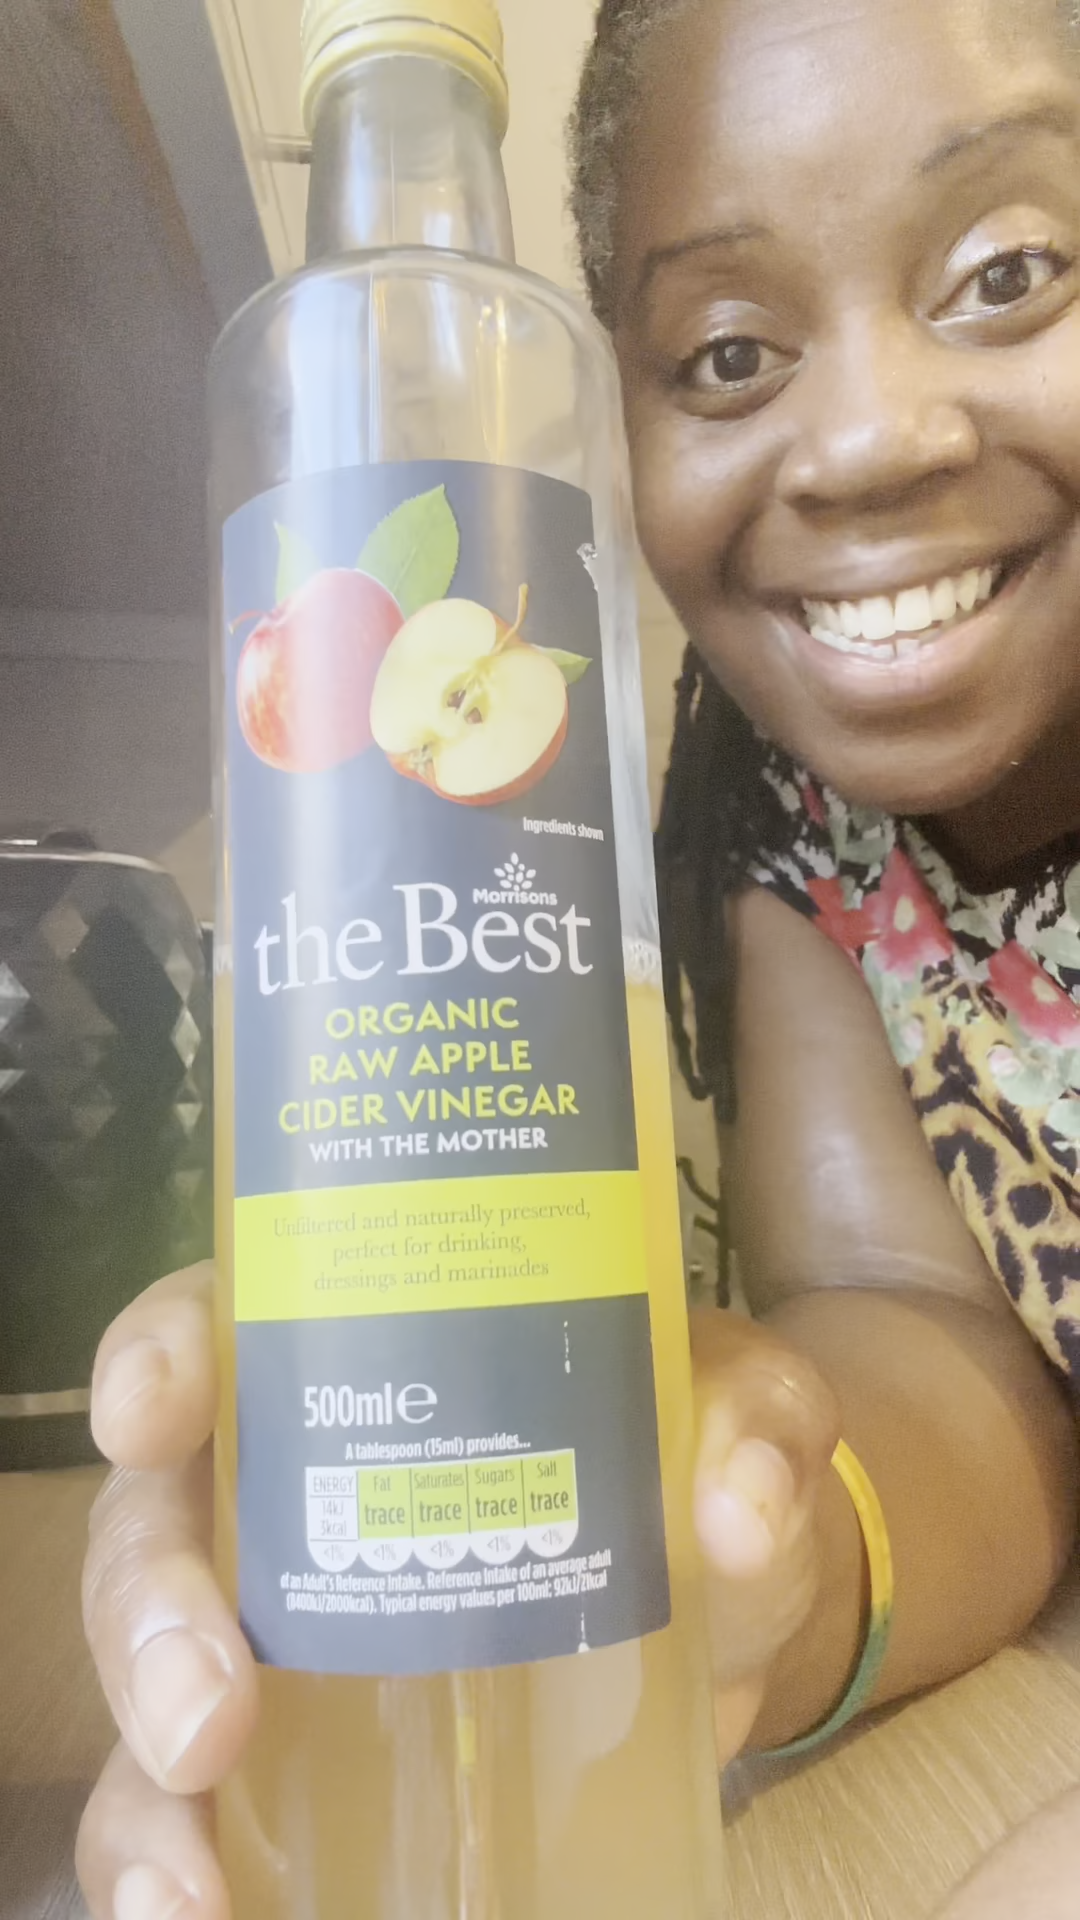 Ingredients shown
Morrisons
the Best
ORGANIC
RAW APPLE
CIDER VINEGAR
WITH THE MOTHER
Unfiltered and naturally preserved,
perfect for drinking,
dressings and marinades
500ml e
A tablespoon (15ml) provides...
ENERGY Fat Saturates Sugars Salt
14kJ
3kcal trace trace trace trace
<1% <1% <1% <1% <1%
of an Adult's Reference Intake. Reference Intake of an average adult
(8400kJ/2000kcal). Typical energy values per 100ml: 92kJ/21kcal